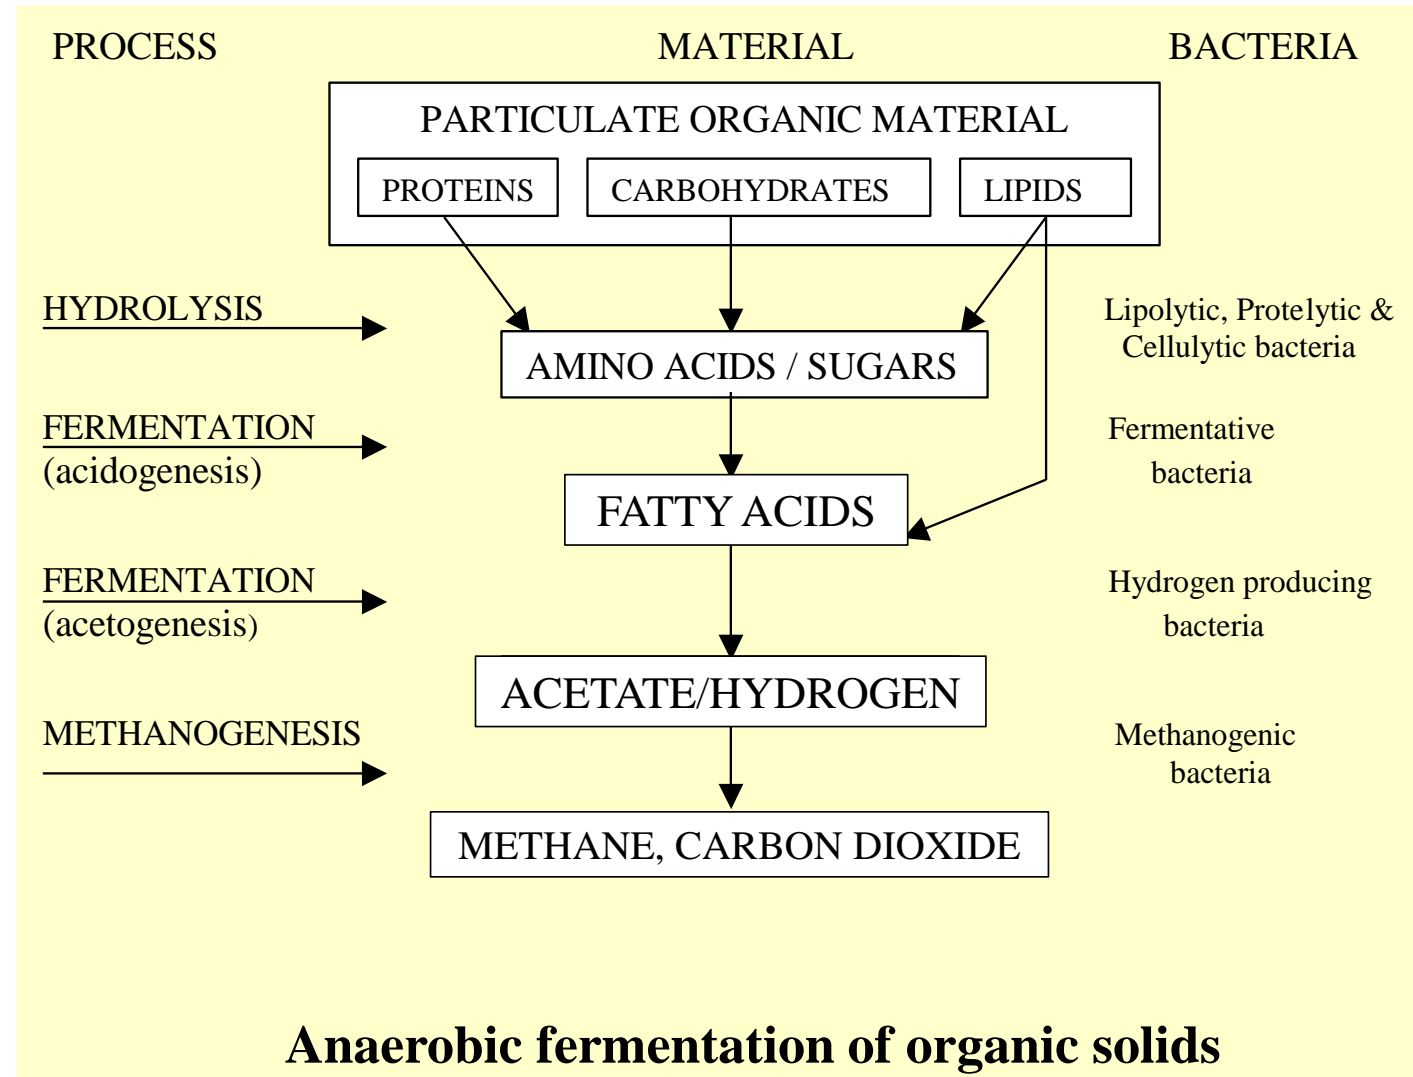 PROCESS MATERIAL BACTERIA
PARTICULATE ORGANIC MATERIAL
PROTEINS CARBOHYDRATES LIPIDS
HYDROLYSIS
Lipolytic, Protelytic &
Cellulytic bacteria
AMINO ACIDS / SUGARS
FERMENTATION
(acidogenesis)
Fermentative
bacteria
FATTY ACIDS
FERMENTATION
(acetogenesis)
Hydrogen producing
bacteria
ACETATE/HYDROGEN
METHANOGENESIS
Methanogenic
bacteria
METHANE, CARBON DIOXIDE
Anaerobic fermentation of organic solids